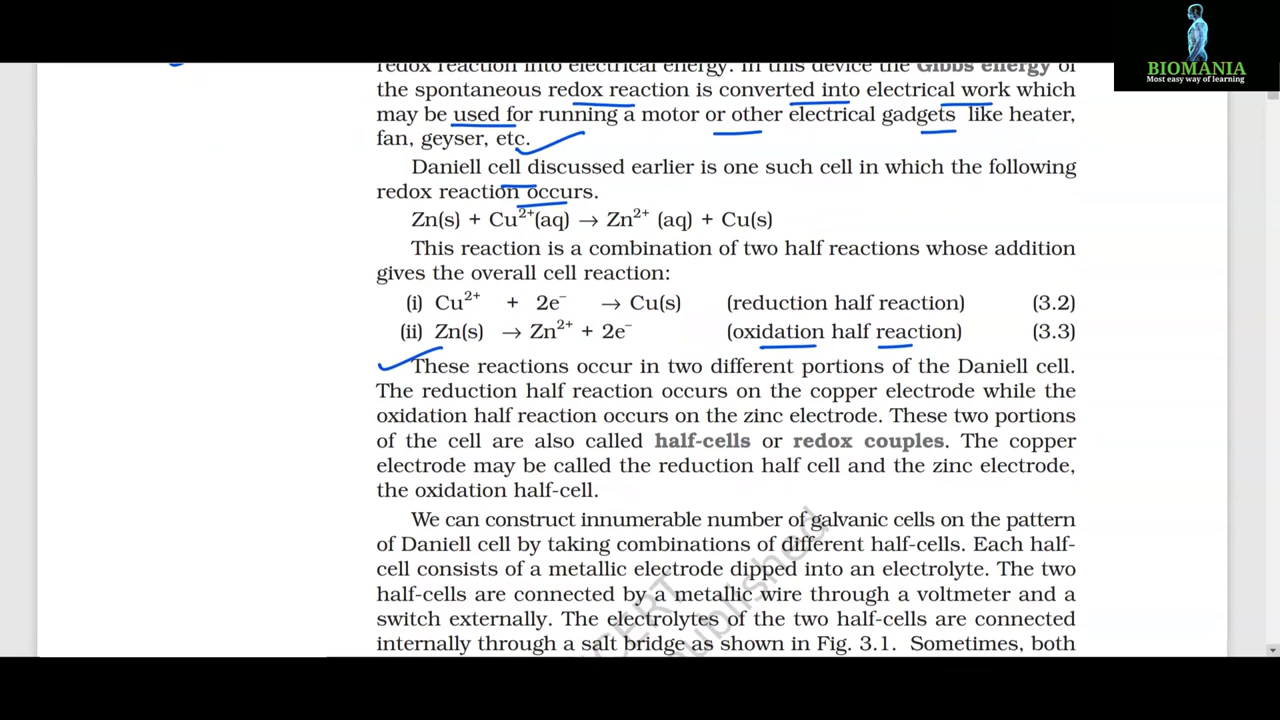 BIOMANIA
Most easy way of learning
redox reaction into electrical energy. In this device the Gibbs energy of
the spontaneous redox reaction is converted into electrical work which
may be used for running a motor or other electrical gadgets like heater,
fan, geyser, etc.
Daniell cell discussed earlier is one such cell in which the following
redox reaction occurs.
Zn(s) + Cu²⁺(aq) → Zn²⁺ (aq) + Cu(s)
This reaction is a combination of two half reactions whose addition
gives the overall cell reaction:
(i) Cu²⁺ + 2e⁻ → Cu(s) (reduction half reaction) (3.2)
(ii) Zn(s) → Zn²⁺ + 2e⁻ (oxidation half reaction) (3.3)
These reactions occur in two different portions of the Daniell cell.
The reduction half reaction occurs on the copper electrode while the
oxidation half reaction occurs on the zinc electrode. These two portions
of the cell are also called half-cells or redox couples. The copper
electrode may be called the reduction half cell and the zinc electrode,
the oxidation half-cell.
We can construct innumerable number of galvanic cells on the pattern
of Daniell cell by taking combinations of different half-cells. Each half-
cell consists of a metallic electrode dipped into an electrolyte. The two
half-cells are connected by a metallic wire through a voltmeter and a
switch externally. The electrolytes of the two half-cells are connected
internally through a salt bridge as shown in Fig. 3.1. Sometimes, both